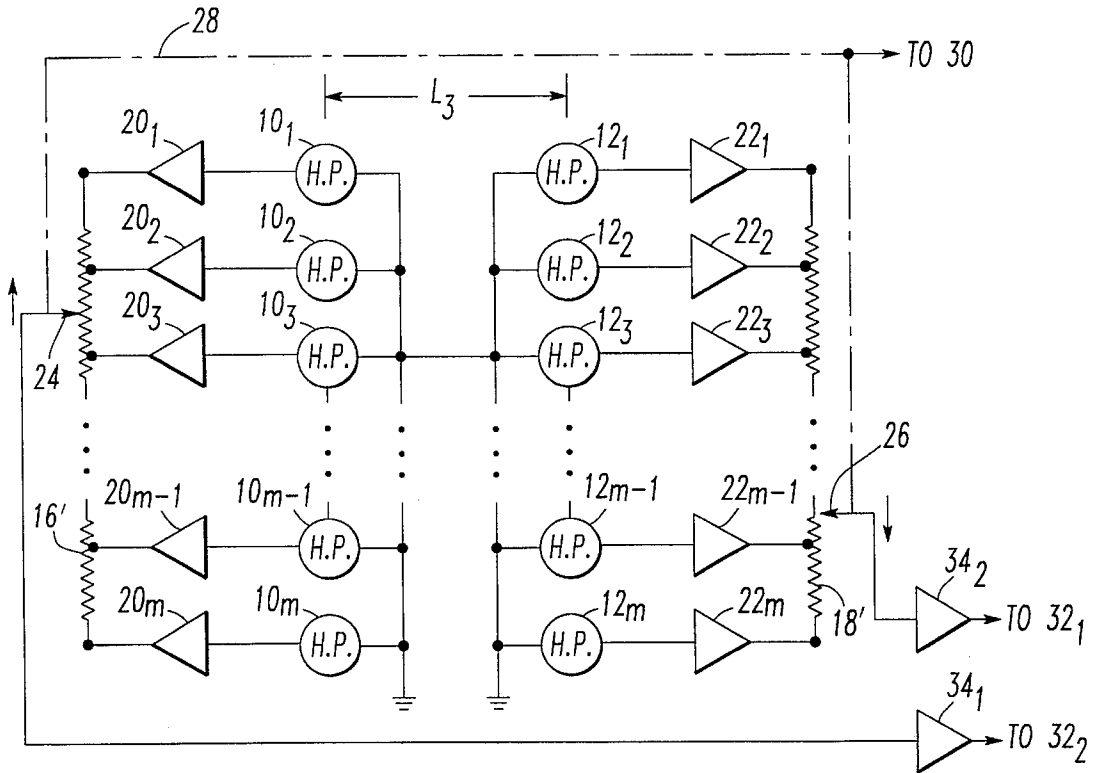 28
TO 30
L₃
20₁
10₁
12₁
22₁
H.P.
H.P.
20₂
10₂
12₂
22₂
H.P.
H.P.
20₃
10₃
12₃
22₃
24
H.P.
H.P.
26
20m-1
10m-1
12m-1
22m-1
16'
H.P.
H.P.
34₂
20m
10m
12m
22m
18'
TO 32₁
H.P.
H.P.
34₁
TO 32₂